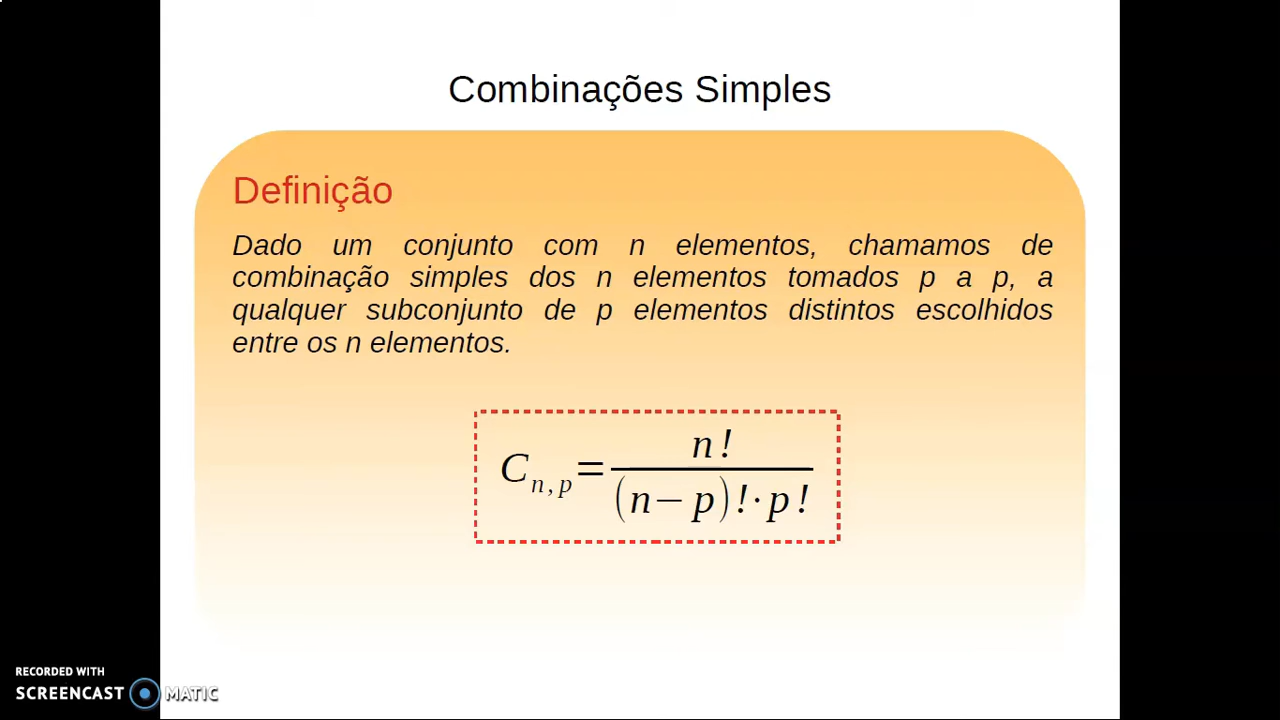 Combinações Simples
Definição
Dado um conjunto com n elementos, chamamos de
combinação simples dos n elementos tomados p a p, a
qualquer subconjunto de p elementos distintos escolhidos
entre os n elementos.
C n , p = n ! / (n − p) ! · p !
RECORDED WITH
SCREENCAST MATIC